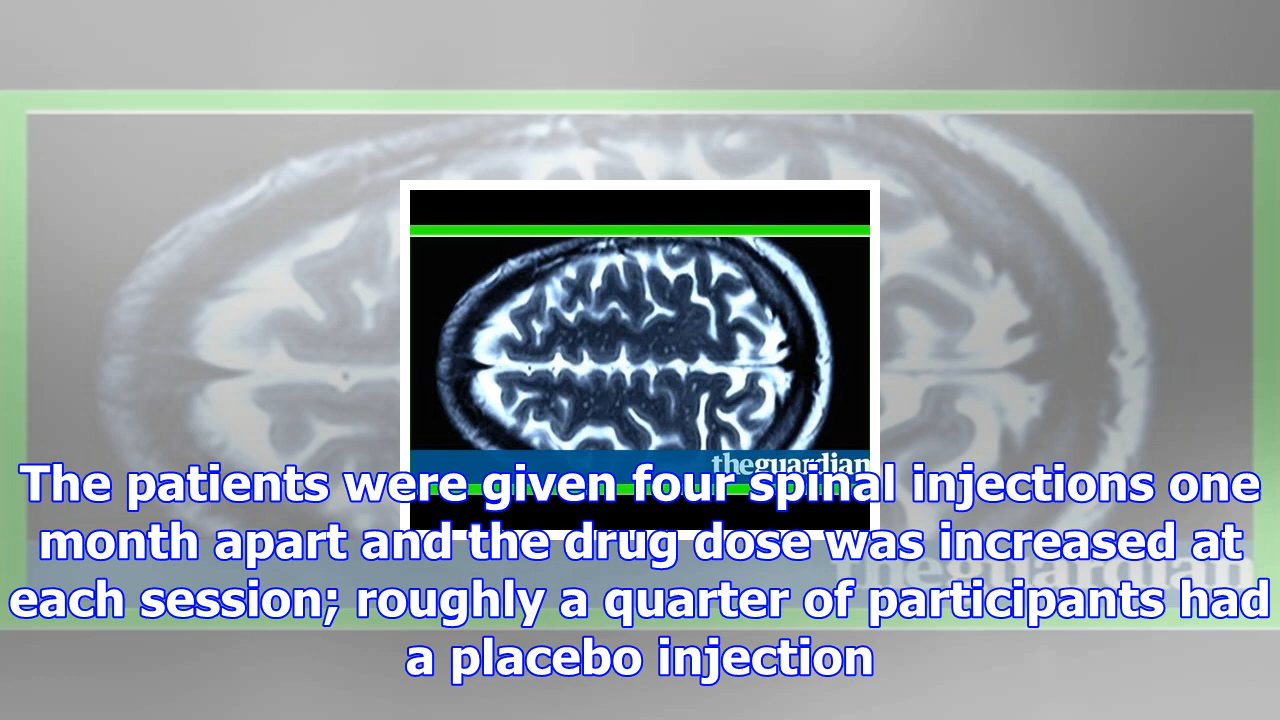 theguardian
The patients were given four spinal injections one
month apart and the drug dose was increased at
each session; roughly a quarter of participants had
a placebo injection
theguardian